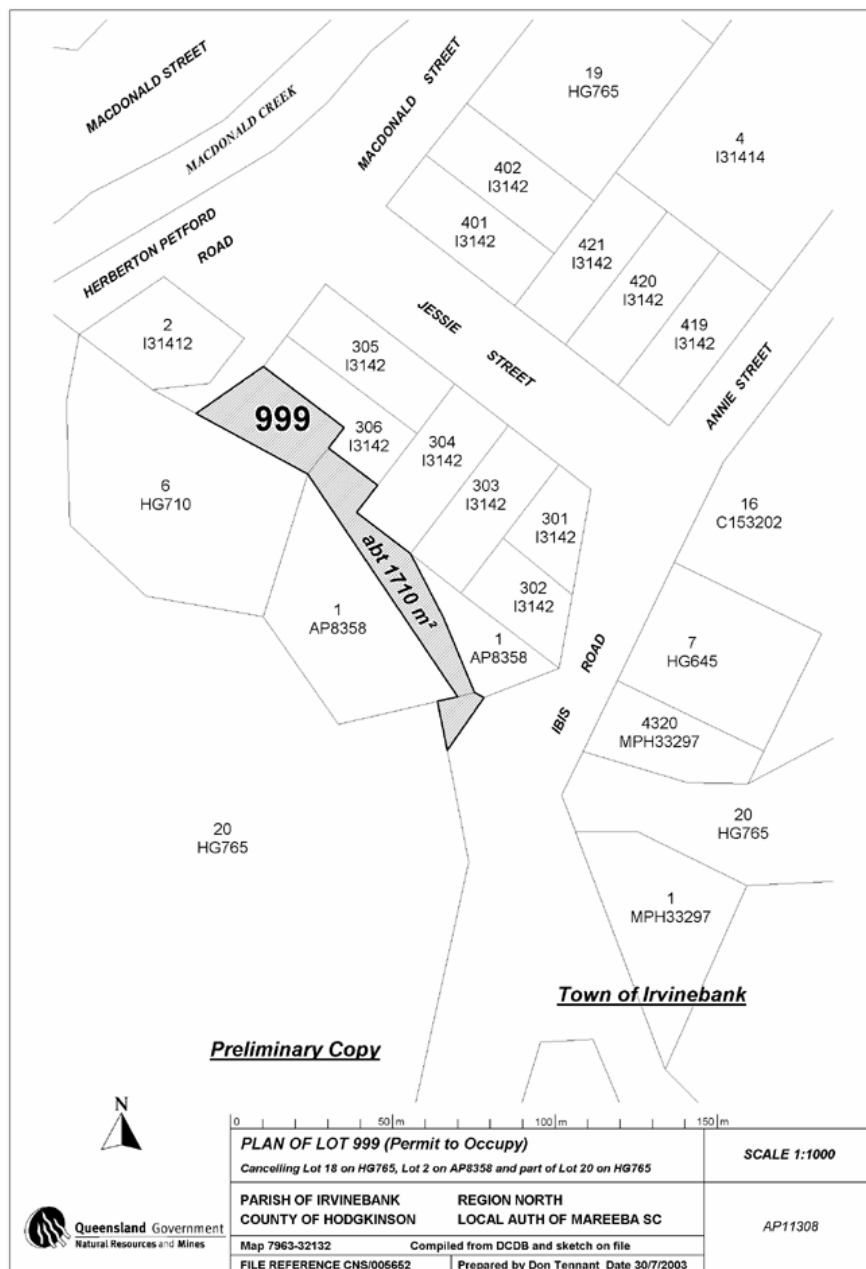 MACDONALD STREET
MACDONALD CREEK
MACDONALD STREET
19
HG765
4
I31414
402
I3142
401
I3142
421
I3142
420
I3142
419
I3142
HERBERTON PETFORD
ROAD
2
I31412
JESSIE STREET
305
I3142
ANNIE STREET
999
306
I3142
304
I3142
303
I3142
301
I3142
302
I3142
6
HG710
16
C153202
abt 1710 m²
1
AP8358
1
AP8358
IBIS ROAD
7
HG645
4320
MPH33297
20
HG765
20
HG765
1
MPH33297
Town of Irvinebank
Preliminary Copy
N
0 50 m 100 m 150 m
PLAN OF LOT 999 (Permit to Occupy)
Cancelling Lot 18 on HG765, Lot 2 on AP8358 and part of Lot 20 on HG765
SCALE 1:1000
PARISH OF IRVINEBANK REGION NORTH
COUNTY OF HODGKINSON LOCAL AUTH OF MAREEBA SC
AP11308
Queensland Government
Natural Resources and Mines
Map 7963-32132 Compiled from DCDB and sketch on file
FILE REFERENCE CNS/005652 Prepared by Don Tennant Date 30/7/2003